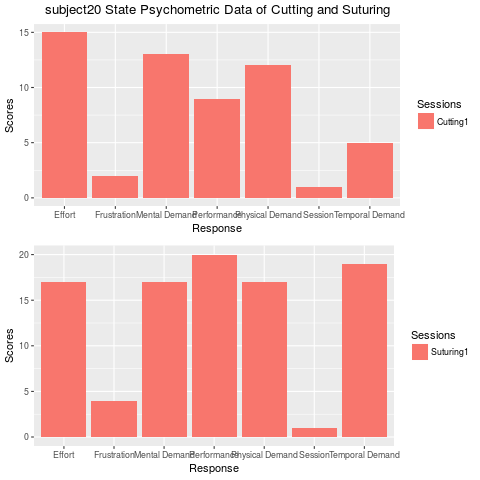 subject20 State Psychometric Data of Cutting and Suturing
Scores
15
10
5
0
Effort Frustration Mental Demand Performance Physical Demand Session Temporal Demand
Response
Sessions
Cutting1
Scores
20
15
10
5
0
Effort Frustration Mental Demand Performance Physical Demand Session Temporal Demand
Response
Sessions
Suturing1